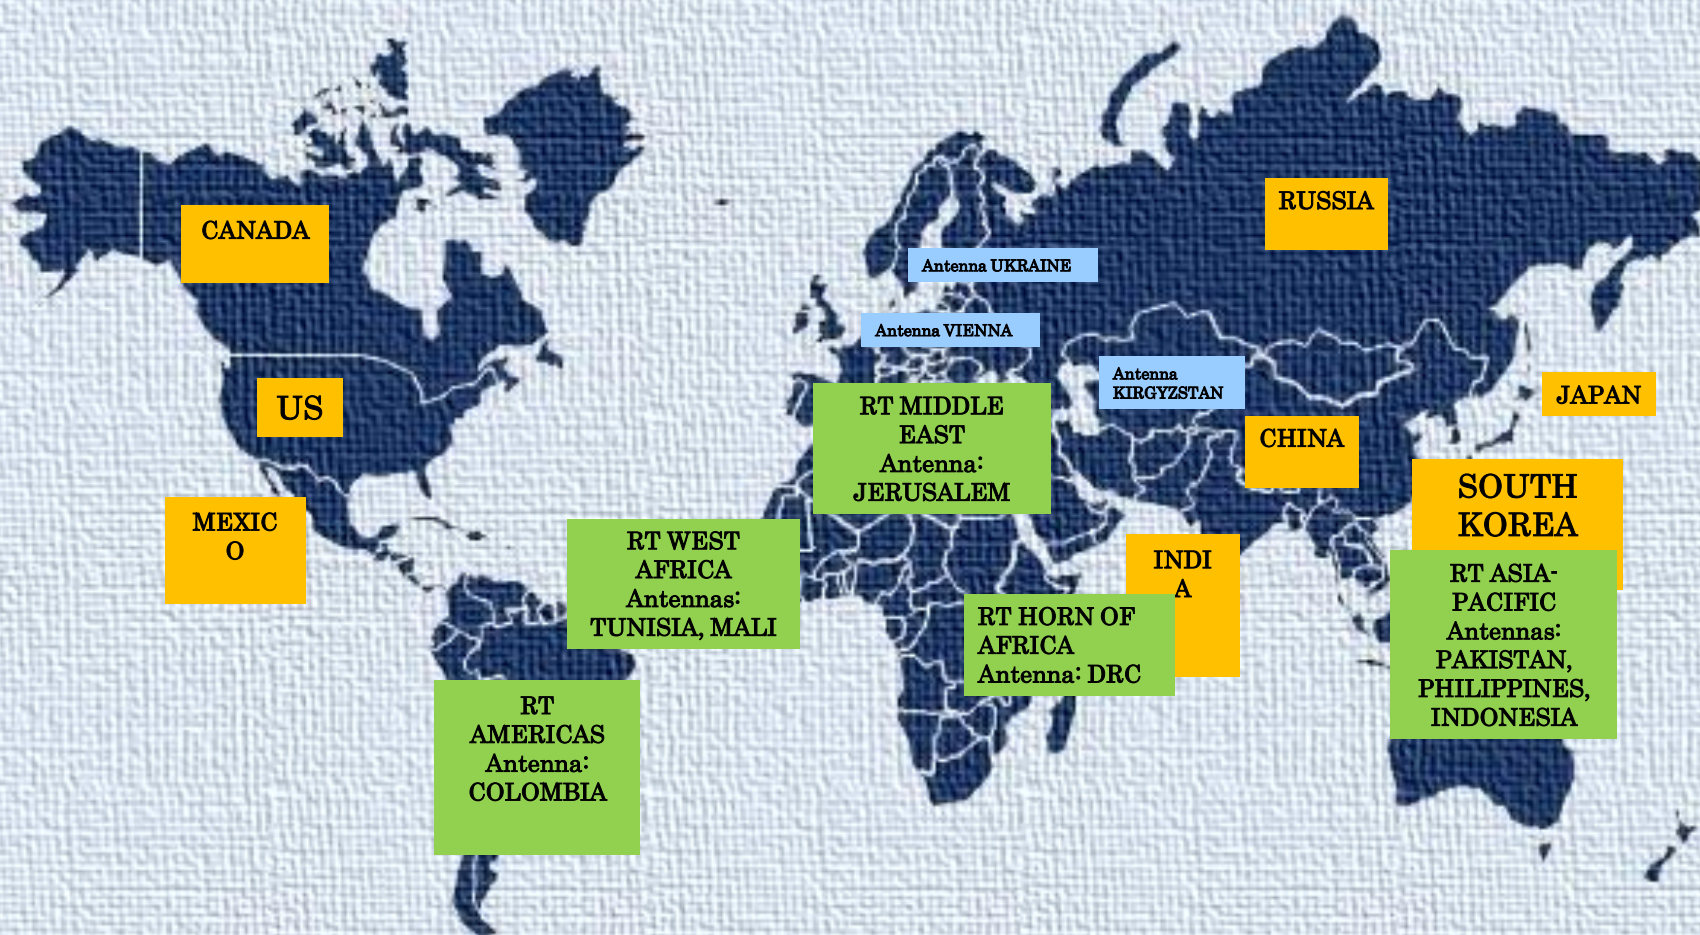 RUSSIA
CANADA
Antenna UKRAINE
Antenna VIENNA
Antenna
KIRGYZSTAN
JAPAN
US
RT MIDDLE
EAST
Antenna:
JERUSALEM
CHINA
SOUTH
KOREA
MEXIC
O
RT WEST
AFRICA
Antennas:
TUNISIA, MALI
INDI
A
RT ASIA-
PACIFIC
Antennas:
PAKISTAN,
PHILIPPINES,
INDONESIA
RT HORN OF
AFRICA
Antenna: DRC
RT
AMERICAS
Antenna:
COLOMBIA